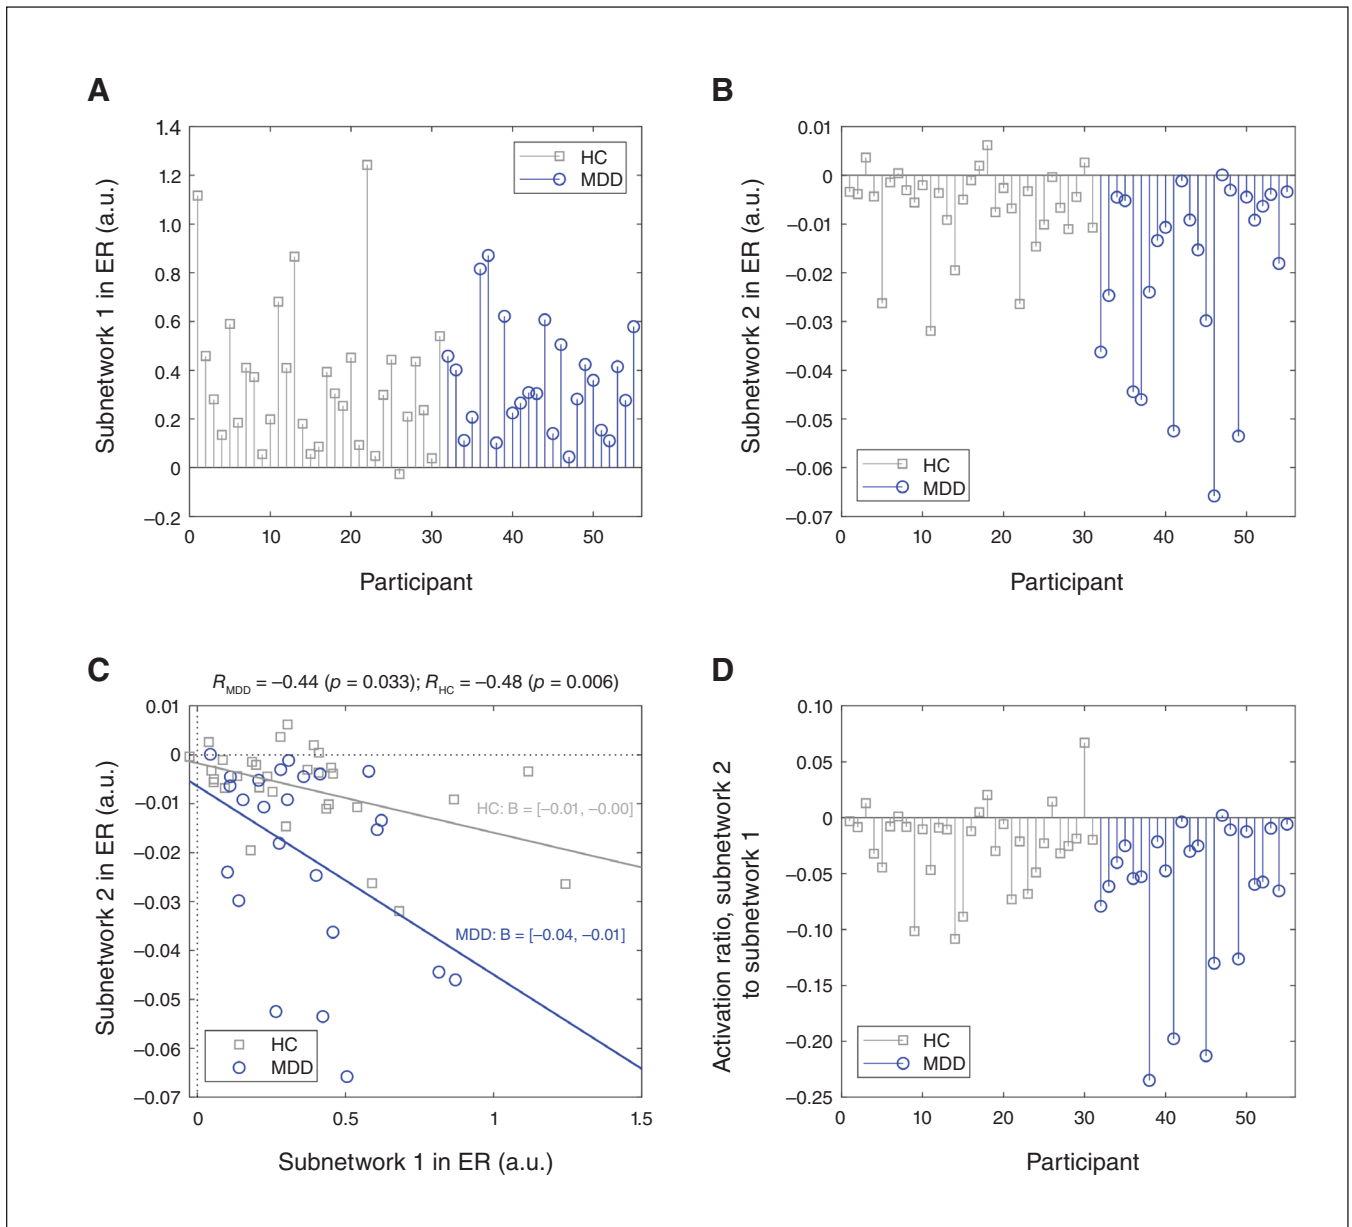 A
Subnetwork 1 in ER (a.u.)
1.4
1.2
1.0
0.8
0.6
0.4
0.2
0
–0.2
HC
MDD
0 10 20 30 40 50
Participant
B
Subnetwork 2 in ER (a.u.)
0.01
0
–0.01
–0.02
–0.03
–0.04
–0.05
–0.06
–0.07
HC
MDD
0 10 20 30 40 50
Participant
C
R MDD = –0.44 (p = 0.033); R HC = –0.48 (p = 0.006)
Subnetwork 2 in ER (a.u.)
0.01
0
–0.01
–0.02
–0.03
–0.04
–0.05
–0.06
–0.07
HC: B = [–0.01, –0.00]
MDD: B = [–0.04, –0.01]
HC
MDD
0 0.5 1 1.5
Subnetwork 1 in ER (a.u.)
D
Activation ratio, subnetwork 2
to subnetwork 1
0.10
0.05
0
–0.05
–0.10
–0.15
–0.20
–0.25
HC
MDD
0 10 20 30 40 50
Participant